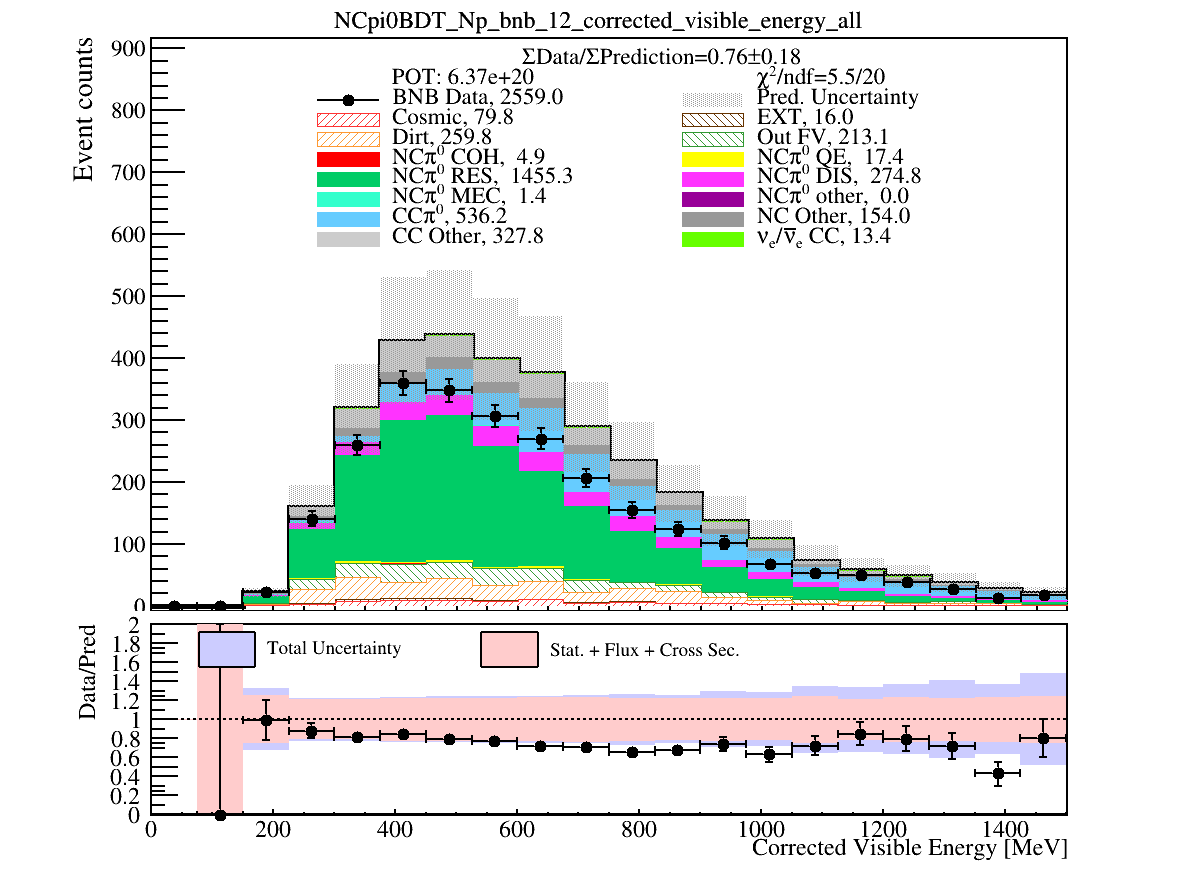 NCpi0BDT_Np_bnb_12_corrected_visible_energy_all
ΣData/ΣPrediction=0.76±0.18
POT: 6.37e+20
χ²/ndf=5.5/20
BNB Data, 2559.0
Pred. Uncertainty
Cosmic, 79.8
EXT, 16.0
Dirt, 259.8
Out FV, 213.1
NCπ⁰ COH, 4.9
NCπ⁰ QE, 17.4
NCπ⁰ RES, 1455.3
NCπ⁰ DIS, 274.8
NCπ⁰ MEC, 1.4
NCπ⁰ other, 0.0
CCπ⁰, 536.2
NC Other, 154.0
CC Other, 327.8
νₑ/ν̅ₑ CC, 13.4
Event counts
900
800
700
600
500
400
300
200
100
0
Data/Pred
2
1.8
1.6
1.4
1.2
1
0.8
0.6
0.4
0.2
0
Total Uncertainty
Stat. + Flux + Cross Sec.
0 200 400 600 800 1000 1200 1400
Corrected Visible Energy [MeV]